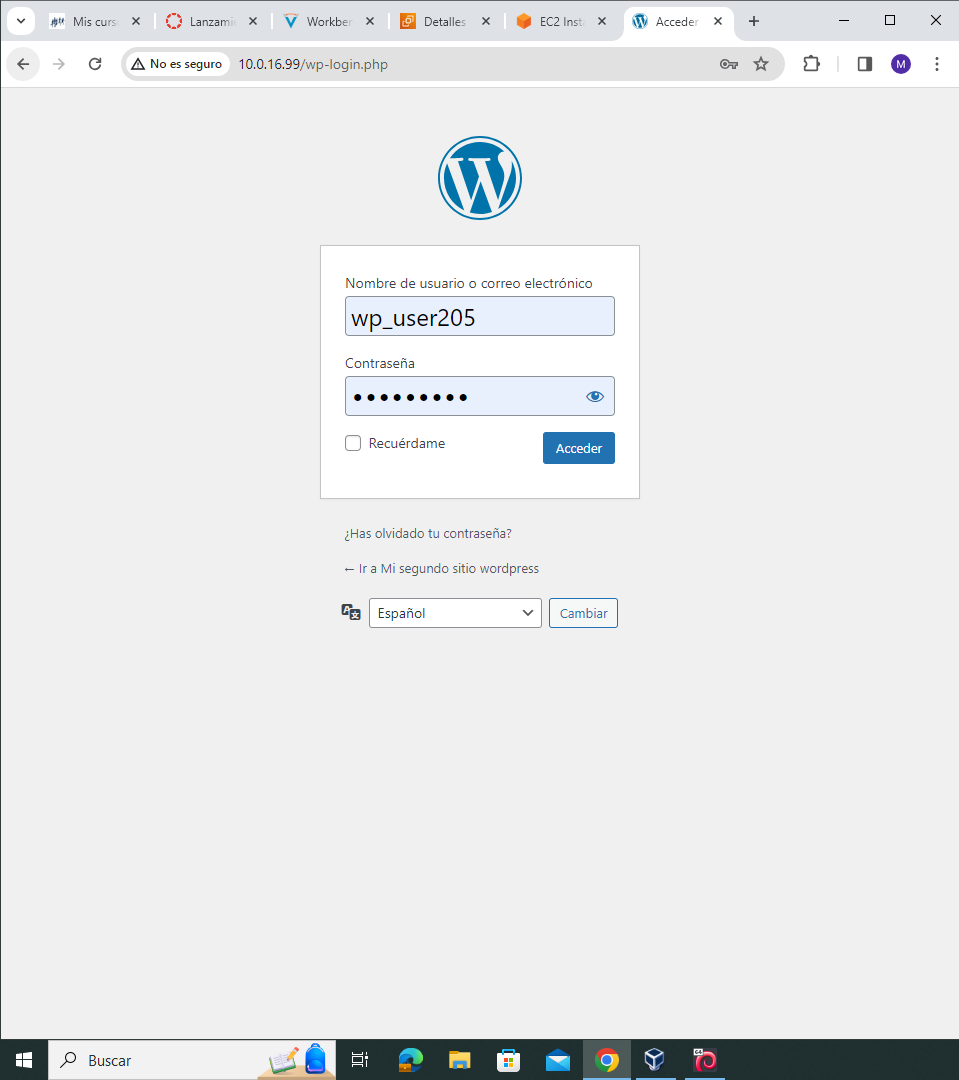 Mis curs
Lanzami
Workber
Detalles
EC2 Inst
Acceder
No es seguro
10.0.16.99/wp-login.php
M
Nombre de usuario o correo electrónico
wp_user205
Contraseña
Recuérdame
Acceder
¿Has olvidado tu contraseña?
← Ir a Mi segundo sitio wordpress
Español
Cambiar
Buscar
64